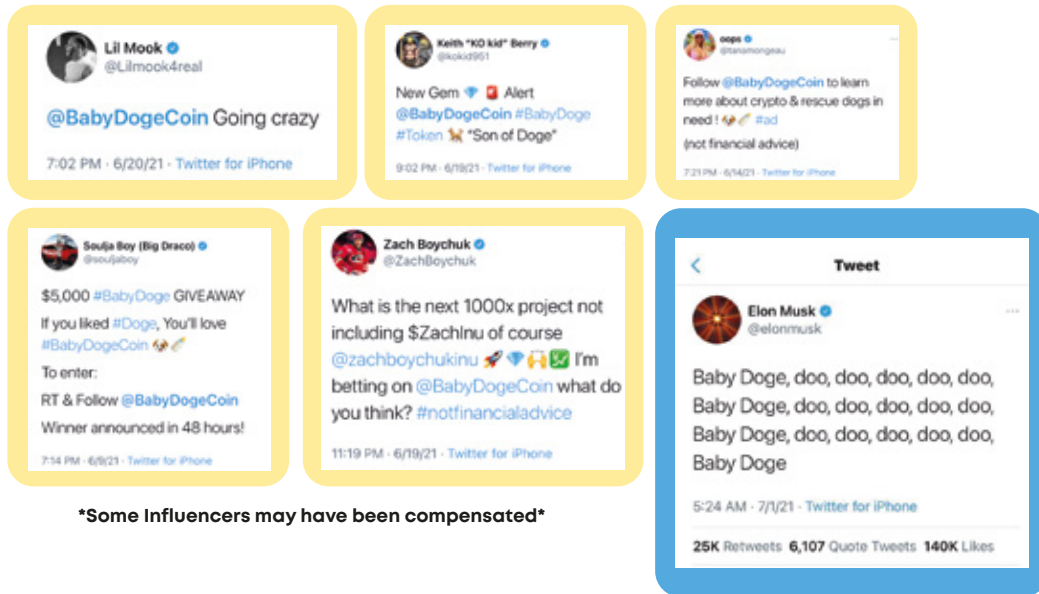 Lil Mook
@Lilmook4real
@BabyDogeCoin Going crazy
7:02 PM · 6/20/21 · Twitter for iPhone
Keith "KO kid" Berry
@kokid951
New Gem 💎 🚨 Alert
@BabyDogeCoin #BabyDoge
#Token 🐕 "Son of Doge"
9:02 PM · 6/19/21 · Twitter for iPhone
oops
@tanamongeau
Follow @BabyDogeCoin to learn
more about crypto & rescue dogs in
need ! 🐶 🍼 #ad
(not financial advice)
7:21 PM · 6/14/21 · Twitter for iPhone
Soulja Boy (Big Draco)
@souljaboy
$5,000 #BabyDoge GIVEAWAY
If you liked #Doge, You'll love
#BabyDogeCoin 🐶 🍼
To enter:
RT & Follow @BabyDogeCoin
Winner announced in 48 hours!
7:14 PM · 6/9/21 · Twitter for iPhone
Zach Boychuk
@ZachBoychuk
What is the next 1000x project not
including $ZachInu of course
@zachboychukinu 🚀 💎 🙌 💹 I'm
betting on @BabyDogeCoin what do
you think? #notfinancialadvice
11:19 PM · 6/19/21 · Twitter for iPhone
Tweet
Elon Musk
@elonmusk
Baby Doge, doo, doo, doo, doo, doo,
Baby Doge, doo, doo, doo, doo, doo,
Baby Doge, doo, doo, doo, doo, doo,
Baby Doge
5:24 AM · 7/1/21 · Twitter for iPhone
25K Retweets 6,107 Quote Tweets 140K Likes
*Some Influencers may have been compensated*